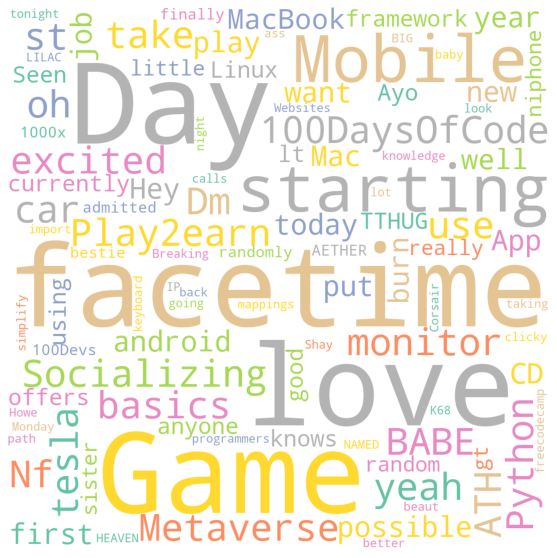 tonight
finally
ass
BIG
year
st
job
take
play
MacBook
framework
LILAC
baby
Seen
oh
little
Linux
want
Ayo
new
niphone
Day
Mobile
1000x
night
Websites
look
100DaysOfCode
excited
lt
Mac
knowledge
well
currently
Hey
calls
lot
starting
car
admitted
Dm
today
TTHUG
use
App
import
Play2earn
burn
really
bestie
Breaking
randomly
AETHER
simplify
using
facetime
keyboard
IP
back
going
mappings
put
Corsair
taking
100Devs
android
good
Shay
monitor
clicky
Socializing
love
CD
offers
basics
K68
Howe
tesla
anyone
BABE
Python
freecodecamp
Monday
path
programmers
knows
NAMED
Nf
sister
Game
random
ATH
gt
yeah
first
HEAVEN
Metaverse
beaut
possible
better